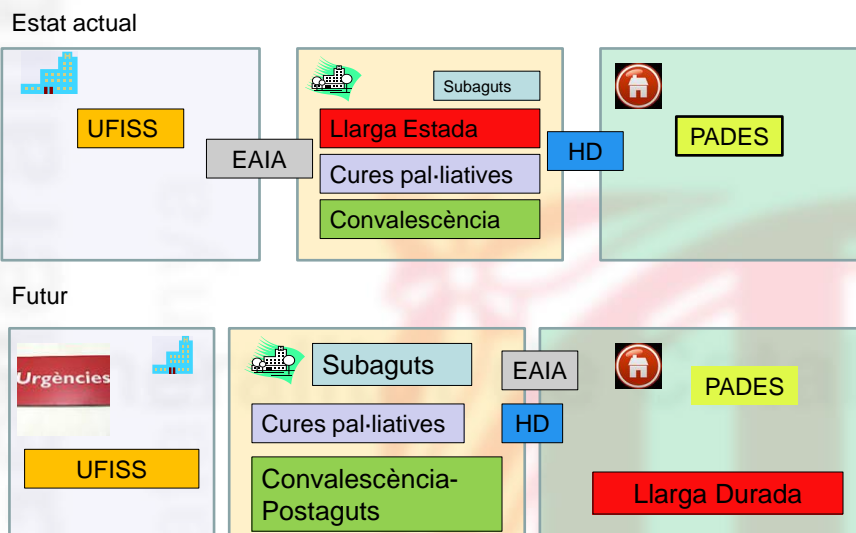 Estat actual
Subaguts
UFISS
Llarga Estada
EAIA
HD
PADES
Cures pal·liatives
Convalescència
Futur
Urgències
Subaguts
EAIA
PADES
Cures pal·liatives
HD
UFISS
Convalescència-
Postaguts
Llarga Durada